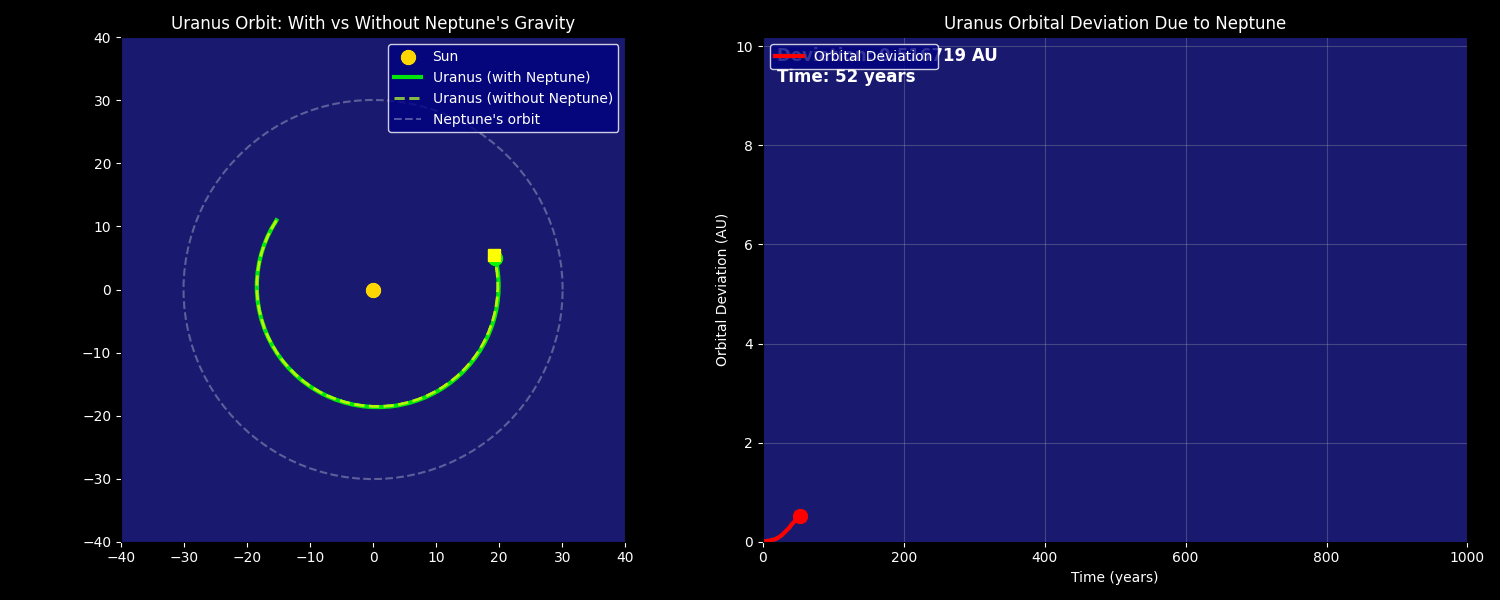 Uranus Orbit: With vs Without Neptune's Gravity
Sun
Uranus (with Neptune)
Uranus (without Neptune)
Neptune's orbit
40
30
20
10
0
−10
−20
−30
−40
−40 −30 −20 −10 0 10 20 30 40
Uranus Orbital Deviation Due to Neptune
Orbital Deviation
AU
Time: 52 years
Orbital Deviation (AU)
10
8
6
4
2
0
0 200 400 600 800 1000
Time (years)